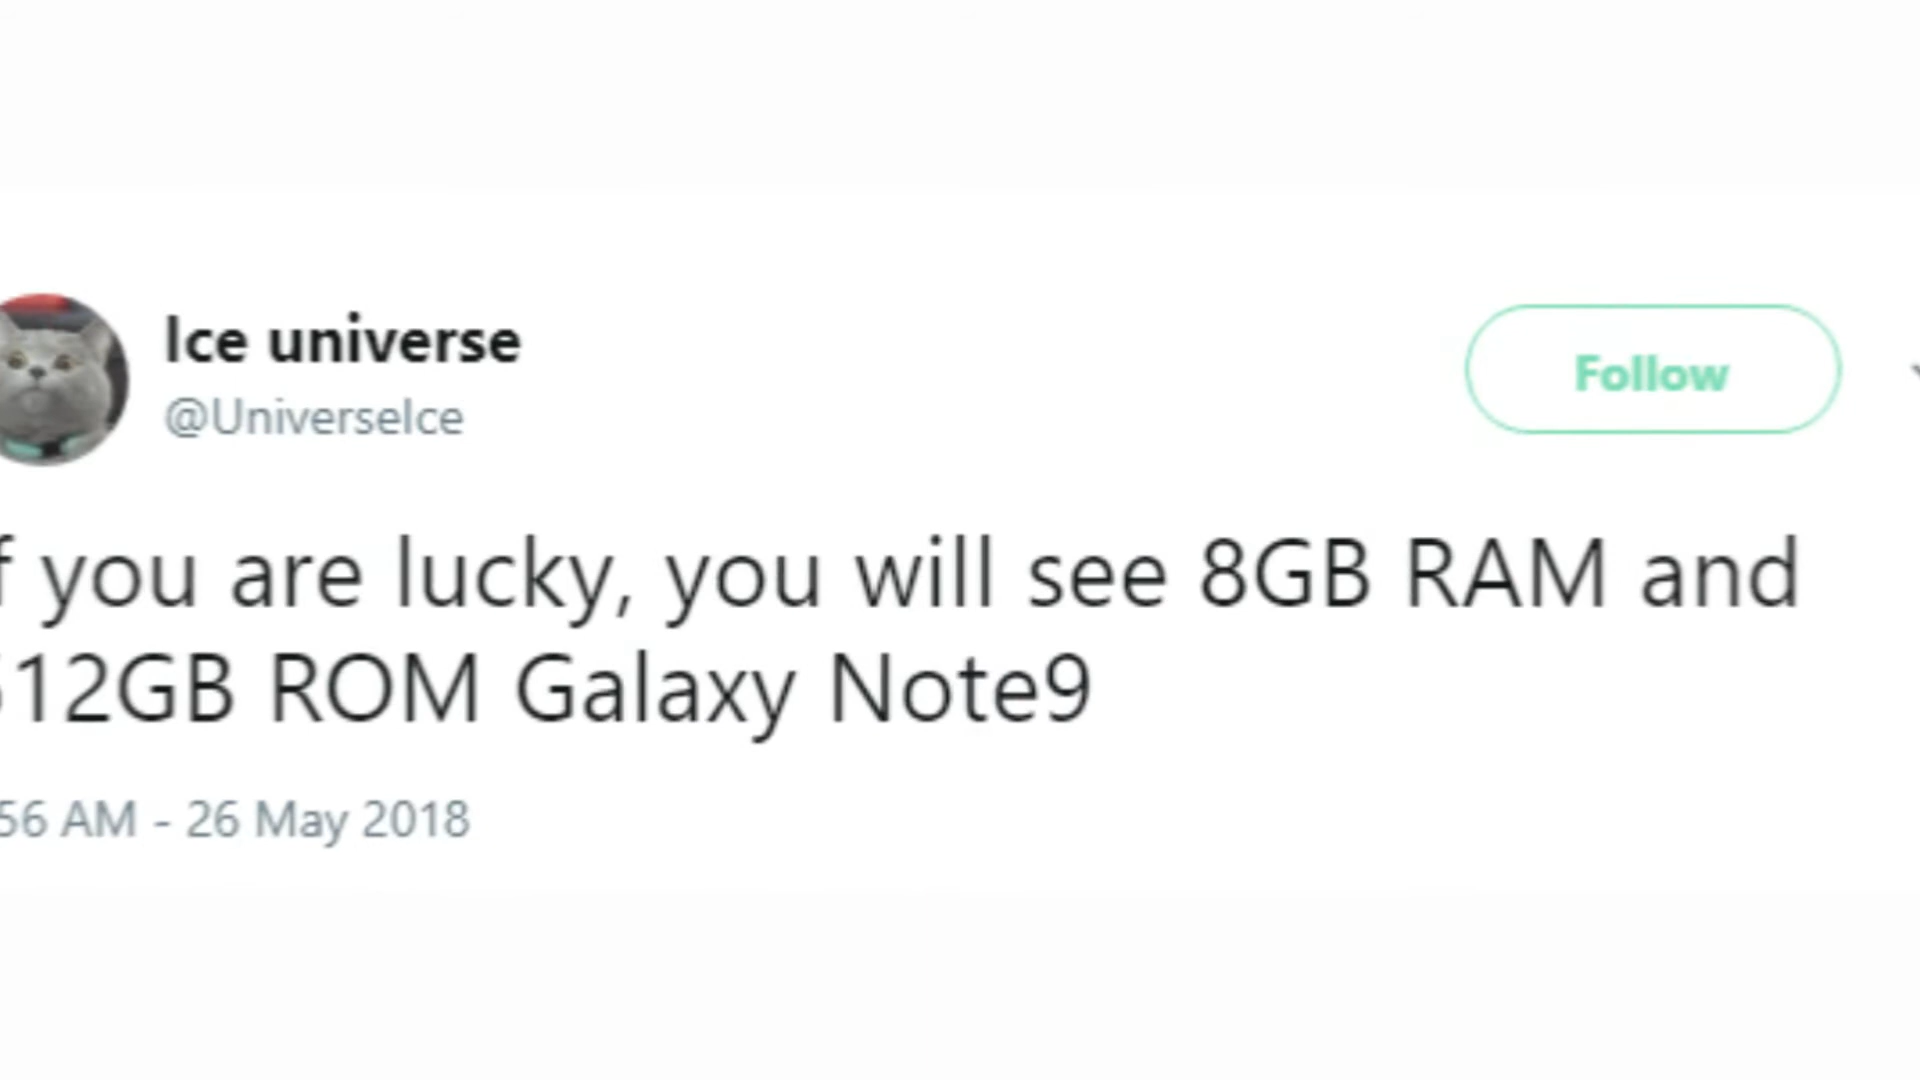 Ice universe
@UniverseIce
Follow
you are lucky, you will see 8GB RAM and
12GB ROM Galaxy Note9
56 AM - 26 May 2018